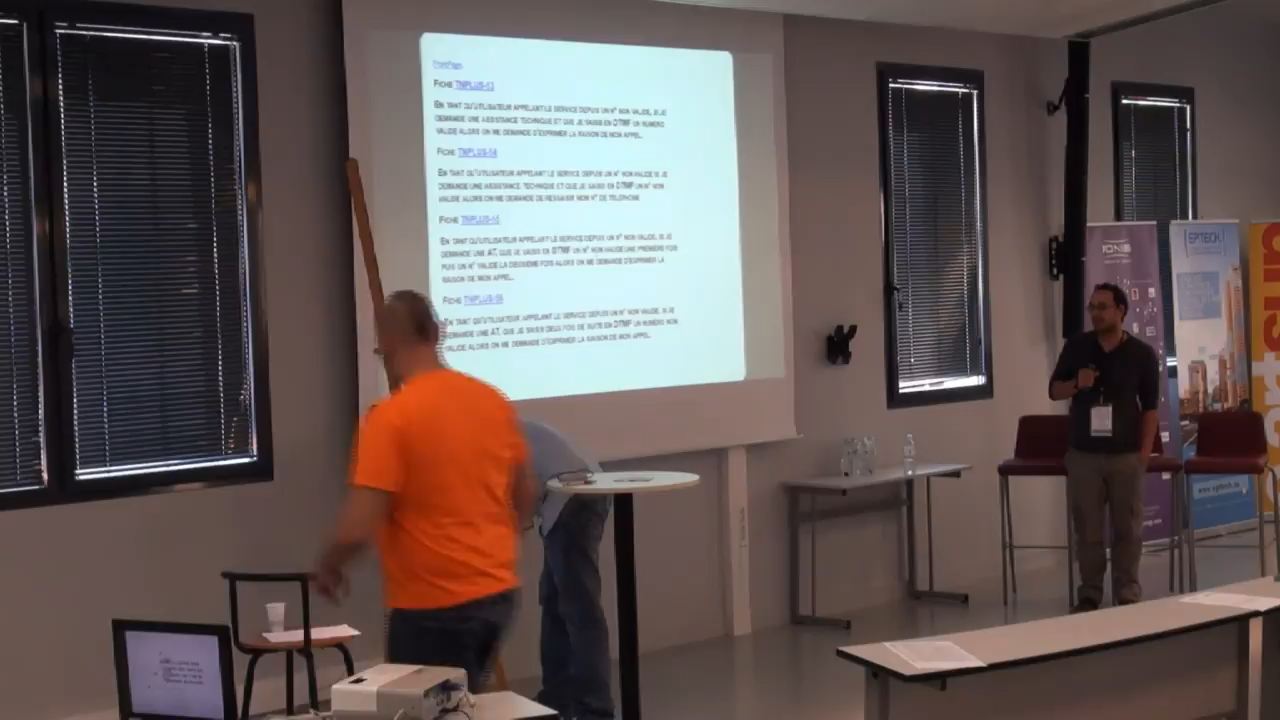 FrontPage
FICHE TNPLUS-13
EN TANT QU'UTILISATEUR APPELANT LE SERVICE DEPUIS UN N° NON VALIDE, SI JE
DEMANDE UNE ASSISTANCE TECHNIQUE ET QUE JE SAISIS EN DTMF UN NUMÉRO
VALIDE ALORS ON ME DEMANDE D'EXPRIMER LA RAISON DE MON APPEL.
FICHE TNPLUS-14
EN TANT QU'UTILISATEUR APPELANT LE SERVICE DEPUIS UN N° NON VALIDE SI JE
DEMANDE UNE ASSISTANCE TECHNIQUE ET QUE JE SAISIS EN DTMF UN N° NON
VALIDE ALORS ON ME DEMANDE DE RESSAISIR MON N° DE TÉLÉPHONE
FICHE TNPLUS-15
EN TANT QU'UTILISATEUR APPELANT LE SERVICE DEPUIS UN N° NON VALIDE, SI JE
DEMANDE UNE AT, QUE JE SAISIS EN DTMF UN N° NON VALIDE UNE PREMIÈRE FOIS
PUIS UN N° VALIDE LA DEUXIÈME FOIS ALORS ON ME DEMANDE D'EXPRIMER LA
RAISON DE MON APPEL.
FICHE
EN TANT QU'UTILISATEUR APPELANT LE SERVICE DEPUIS UN N° NON VALIDE, SI JE
DEMANDE UNE AT, QUE JE SAISIS DEUX FOIS DE SUITE EN DTMF UN NUMÉRO NON
VALIDE ALORS ON ME DEMANDE D'EXPRIMER LA RAISON DE MON APPEL.
IONIS
EPITECH.